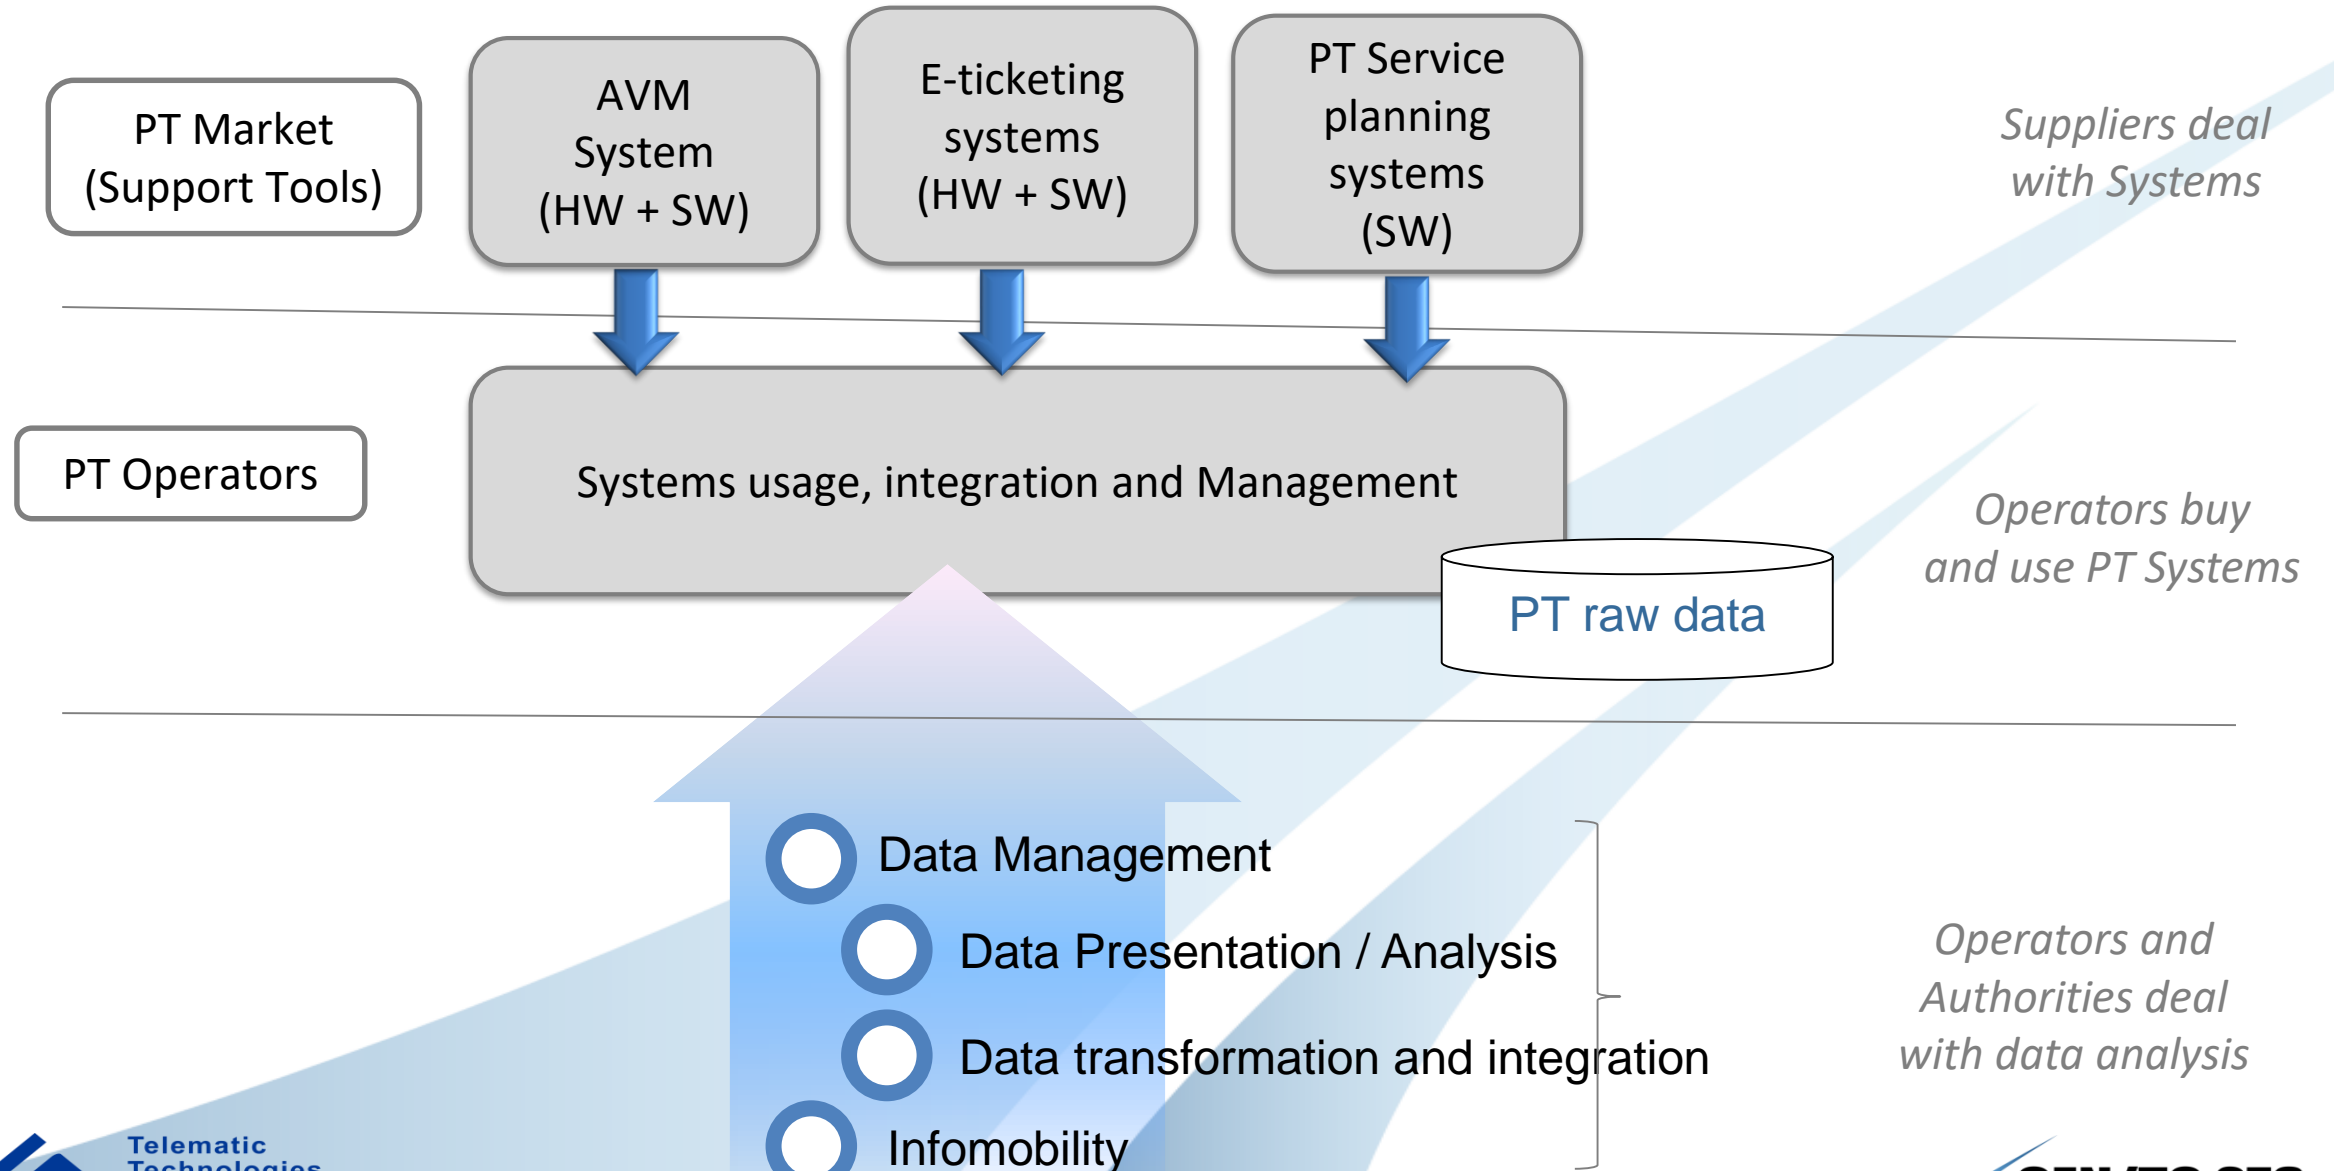 PT Market
(Support Tools)
AVM
System
(HW + SW)
E-ticketing
systems
(HW + SW)
PT Service
planning
systems
(SW)
Suppliers deal
with Systems
PT Operators
Systems usage, integration and Management
PT raw data
Operators buy
and use PT Systems
Data Management
Data Presentation / Analysis
Data transformation and integration
Infomobility
Operators and
Authorities deal
with data analysis
Telematic
Technologies